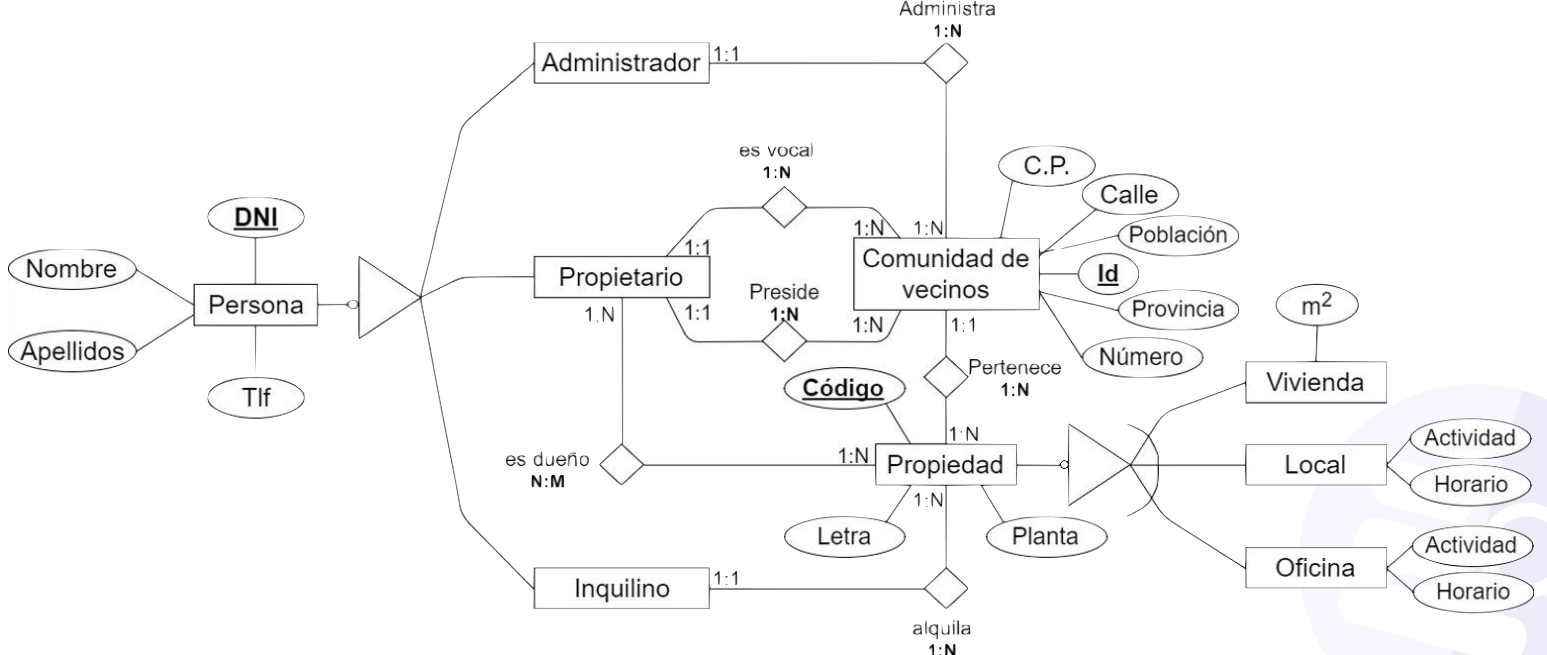 Administra
1:N
Administrador
1:1
es vocal
1:N
C.P.
Calle
DNI
1:N
1:N
Población
Nombre
1:1
Comunidad de
vecinos
Propietario
Id
Persona
Preside
1:N
1.N
1:1
1:N
1:1
Provincia
m²
Apellidos
Número
Pertenece
1:N
Código
Vivienda
Tlf
1:N
Actividad
es dueño
N:M
1:N
Propiedad
Local
Horario
1:N
Letra
Planta
Actividad
Oficina
Inquilino
1:1
Horario
alquila
1:N